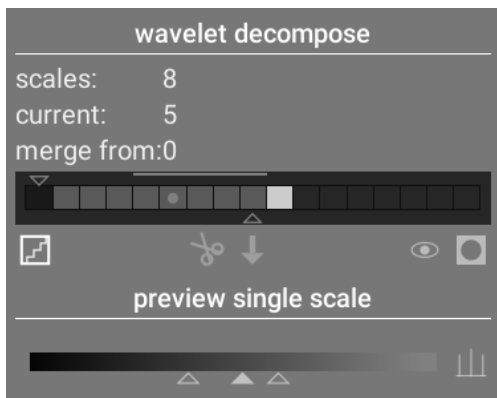 wavelet decompose
scales: 8
current: 5
merge from:0
preview single scale